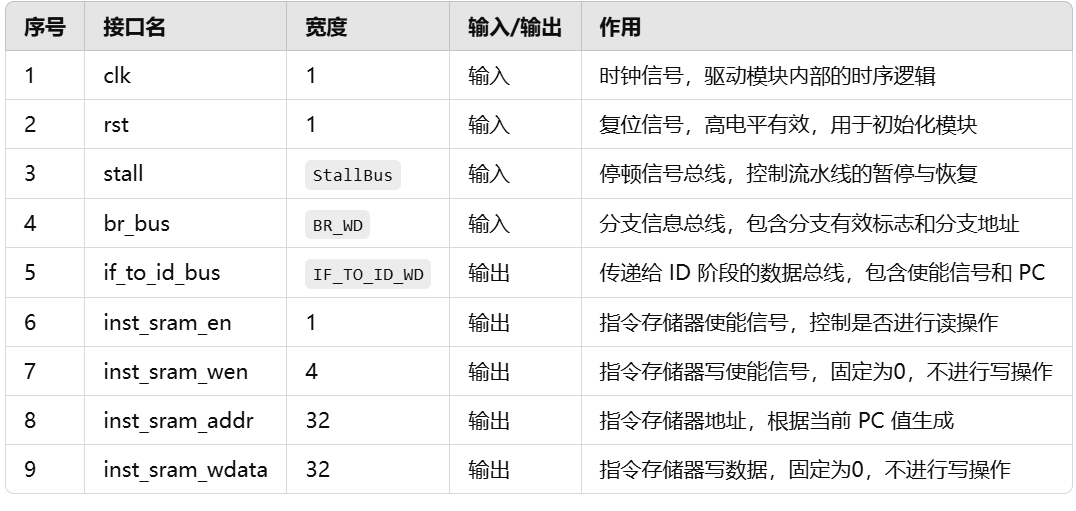 序号 接口名 宽度 输入/输出 作用
1 clk 1 输入 时钟信号，驱动模块内部的时序逻辑
2 rst 1 输入 复位信号，高电平有效，用于初始化模块
3 stall StallBus 输入 停顿信号总线，控制流水线的暂停与恢复
4 br_bus BR_WD 输入 分支信息总线，包含分支有效标志和分支地址
5 if_to_id_bus IF_TO_ID_WD 输出 传递给 ID 阶段的数据总线，包含使能信号和 PC
6 inst_sram_en 1 输出 指令存储器使能信号，控制是否进行读操作
7 inst_sram_wen 4 输出 指令存储器写使能信号，固定为0，不进行写操作
8 inst_sram_addr 32 输出 指令存储器地址，根据当前 PC 值生成
9 inst_sram_wdata 32 输出 指令存储器写数据，固定为0，不进行写操作